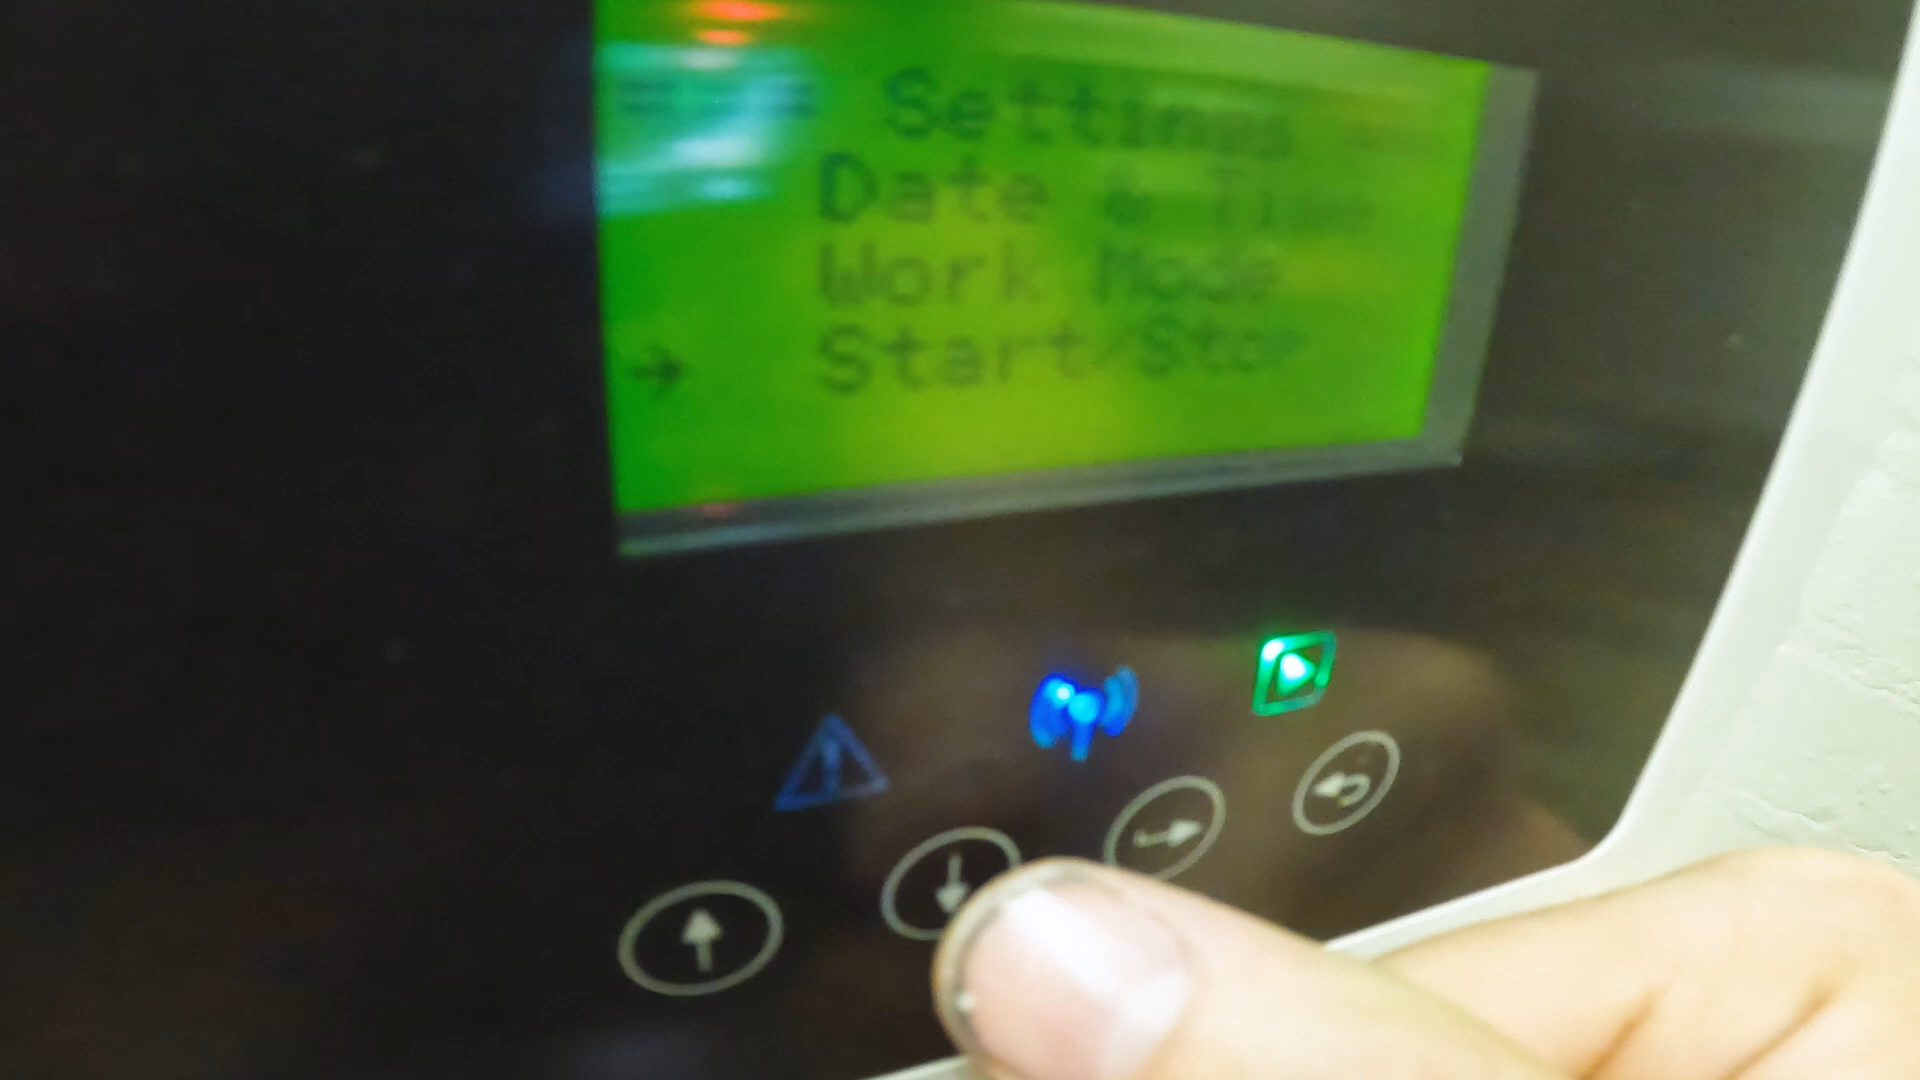 === Settings ===
Date & Time
Work Mode
→ Start/Stop